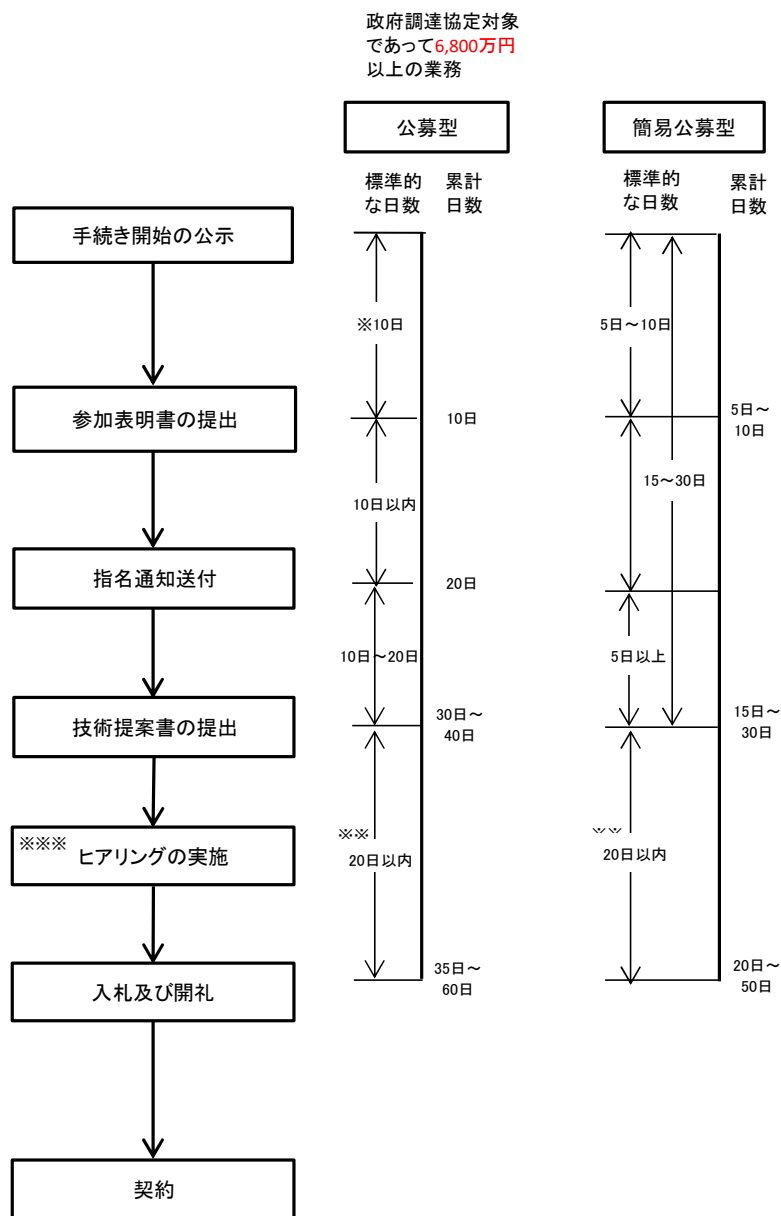 政府調達協定対象
であって6,800万円
以上の業務
公募型
簡易公募型
標準的
な日数
累計
日数
標準的
な日数
累計
日数
手続き開始の公示
※10日
5日～10日
参加表明書の提出
10日
5日～
10日
10日以内
15～30日
指名通知送付
20日
10日～20日
5日以上
技術提案書の提出
30日～
40日
15日～
30日
※※※ ヒアリングの実施
※※
20日以内
※※
20日以内
入札及び開札
35日～
60日
20日～
50日
契約